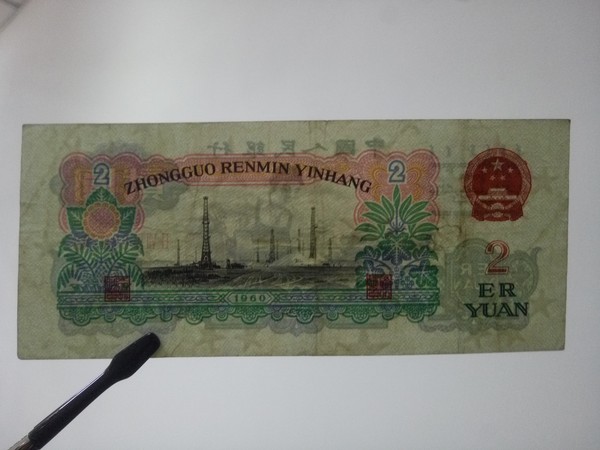 2 2
ZHONGGUO RENMIN YINHANG
1960
2
ER
YUAN